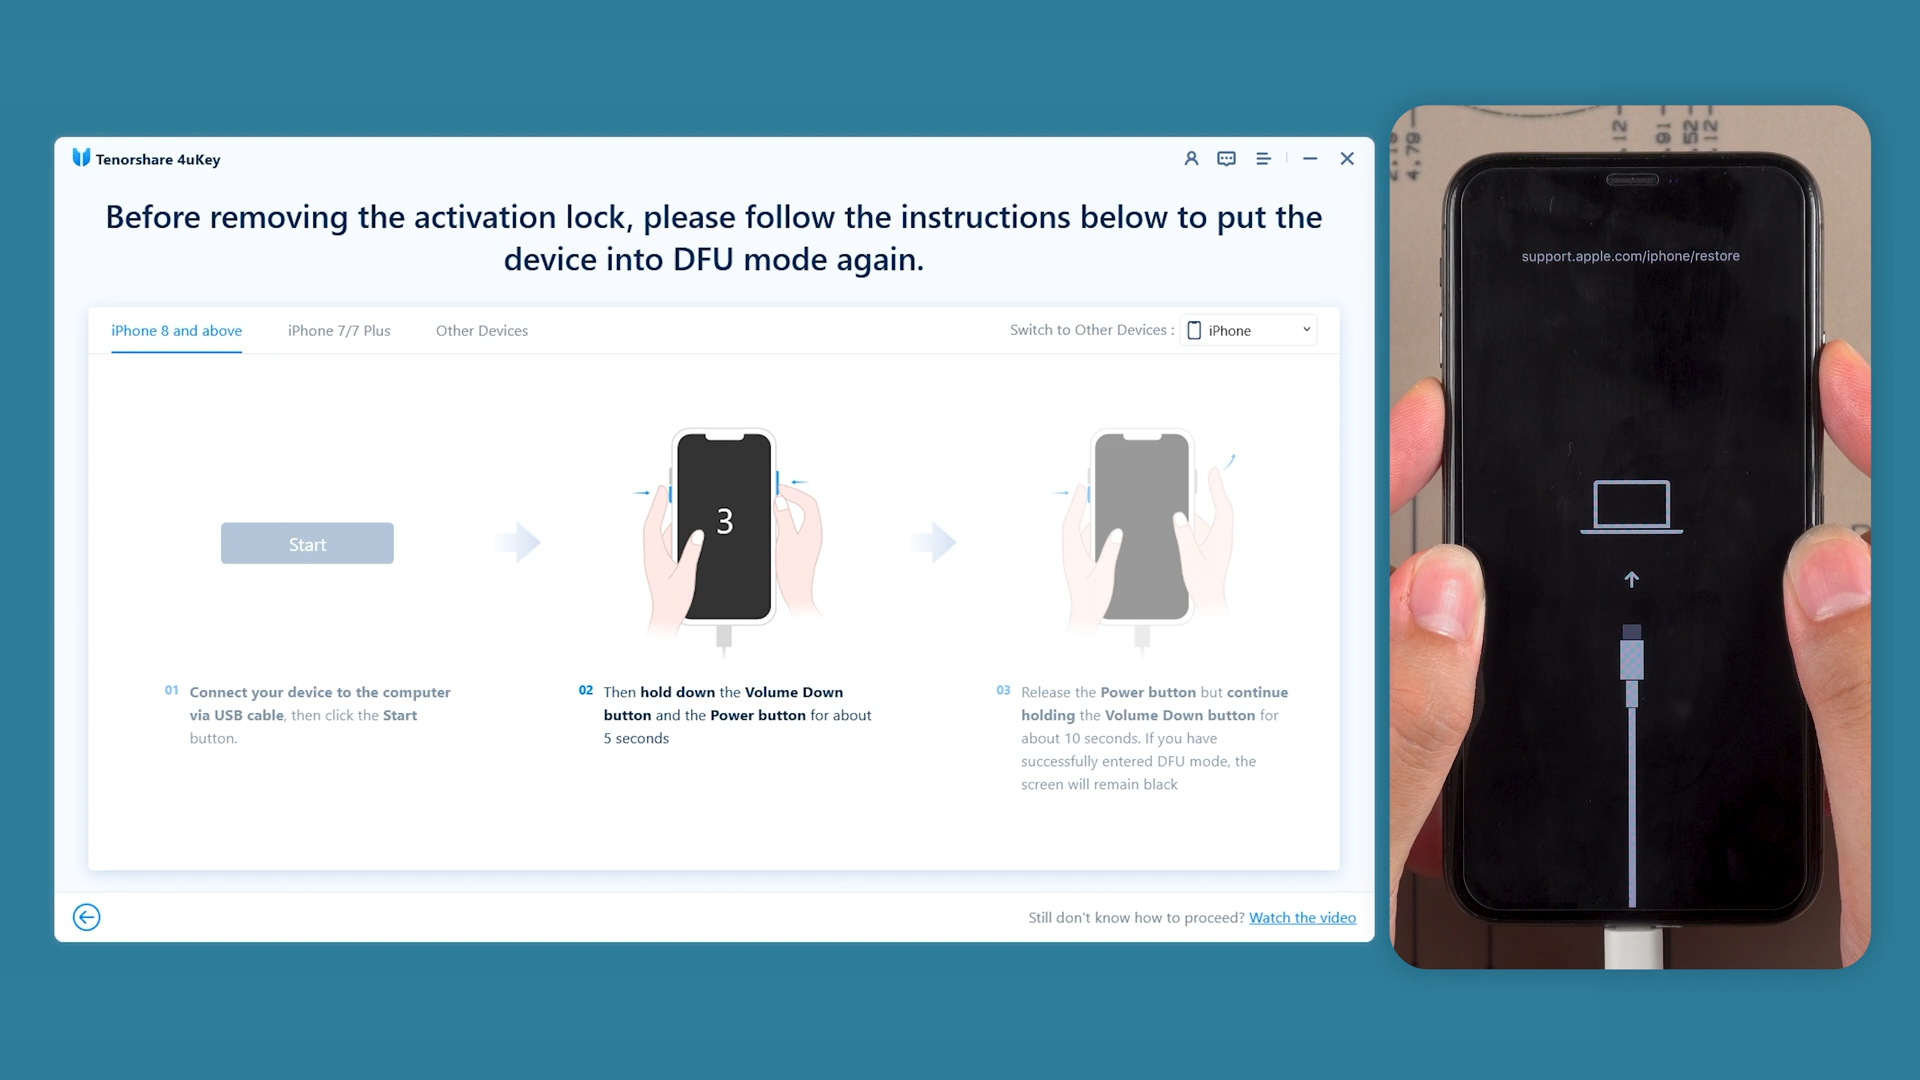 Tenorshare 4uKey
Before removing the activation lock, please follow the instructions below to put the
device into DFU mode again.
iPhone 8 and above
iPhone 7/7 Plus
Other Devices
Switch to Other Devices :
iPhone
Start
3
01 Connect your device to the computer
via USB cable, then click the Start
button.
02 Then hold down the Volume Down
button and the Power button for about
5 seconds
03 Release the Power button but continue
holding the Volume Down button for
about 10 seconds. If you have
successfully entered DFU mode, the
screen will remain black
Still don't know how to proceed? Watch the video
4.79
support.apple.com/iphone/restore